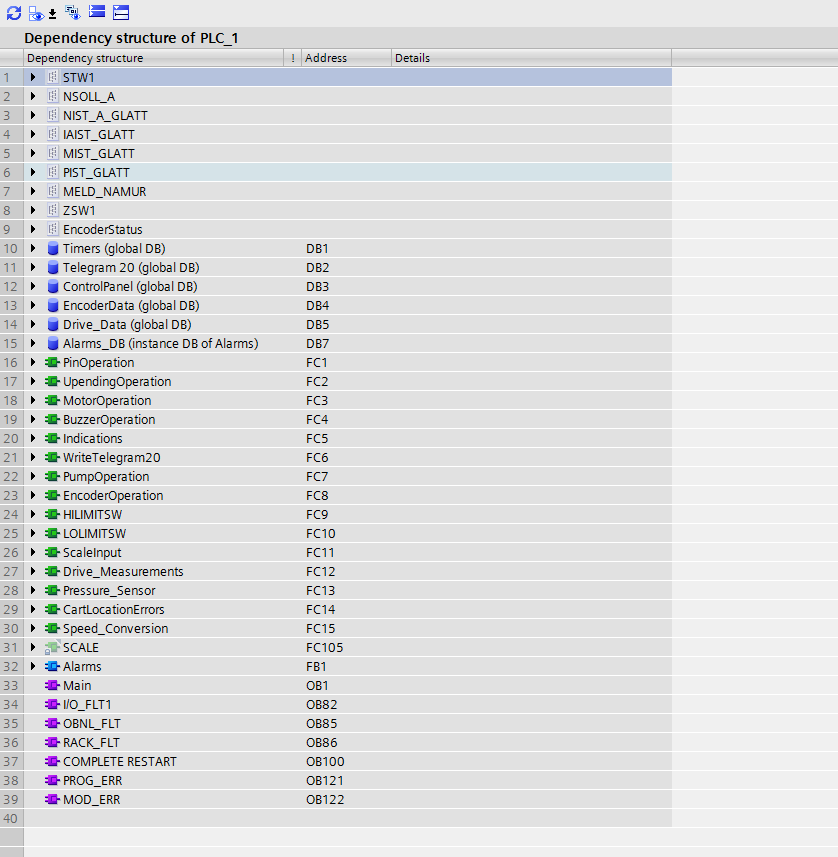 Dependency structure of PLC_1
Dependency structure ! Address Details
1 STW1
2 NSOLL_A
3 NIST_A_GLATT
4 IAIST_GLATT
5 MIST_GLATT
6 PIST_GLATT
7 MELD_NAMUR
8 ZSW1
9 EncoderStatus
10 Timers (global DB) DB1
11 Telegram 20 (global DB) DB2
12 ControlPanel (global DB) DB3
13 EncoderData (global DB) DB4
14 Drive_Data (global DB) DB5
15 Alarms_DB (instance DB of Alarms) DB7
16 PinOperation FC1
17 UpendingOperation FC2
18 MotorOperation FC3
19 BuzzerOperation FC4
20 Indications FC5
21 WriteTelegram20 FC6
22 PumpOperation FC7
23 EncoderOperation FC8
24 HILIMITSW FC9
25 LOLIMITSW FC10
26 ScaleInput FC11
27 Drive_Measurements FC12
28 Pressure_Sensor FC13
29 CartLocationErrors FC14
30 Speed_Conversion FC15
31 SCALE FC105
32 Alarms FB1
33 Main OB1
34 I/O_FLT1 OB82
35 OBNL_FLT OB85
36 RACK_FLT OB86
37 COMPLETE RESTART OB100
38 PROG_ERR OB121
39 MOD_ERR OB122
40